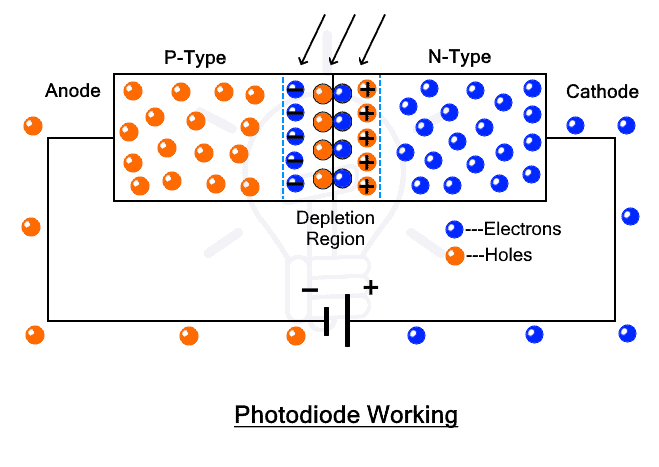 P-Type
N-Type
Anode
Cathode
Depletion
Region
---Electrons
---Holes
− +
Photodiode Working